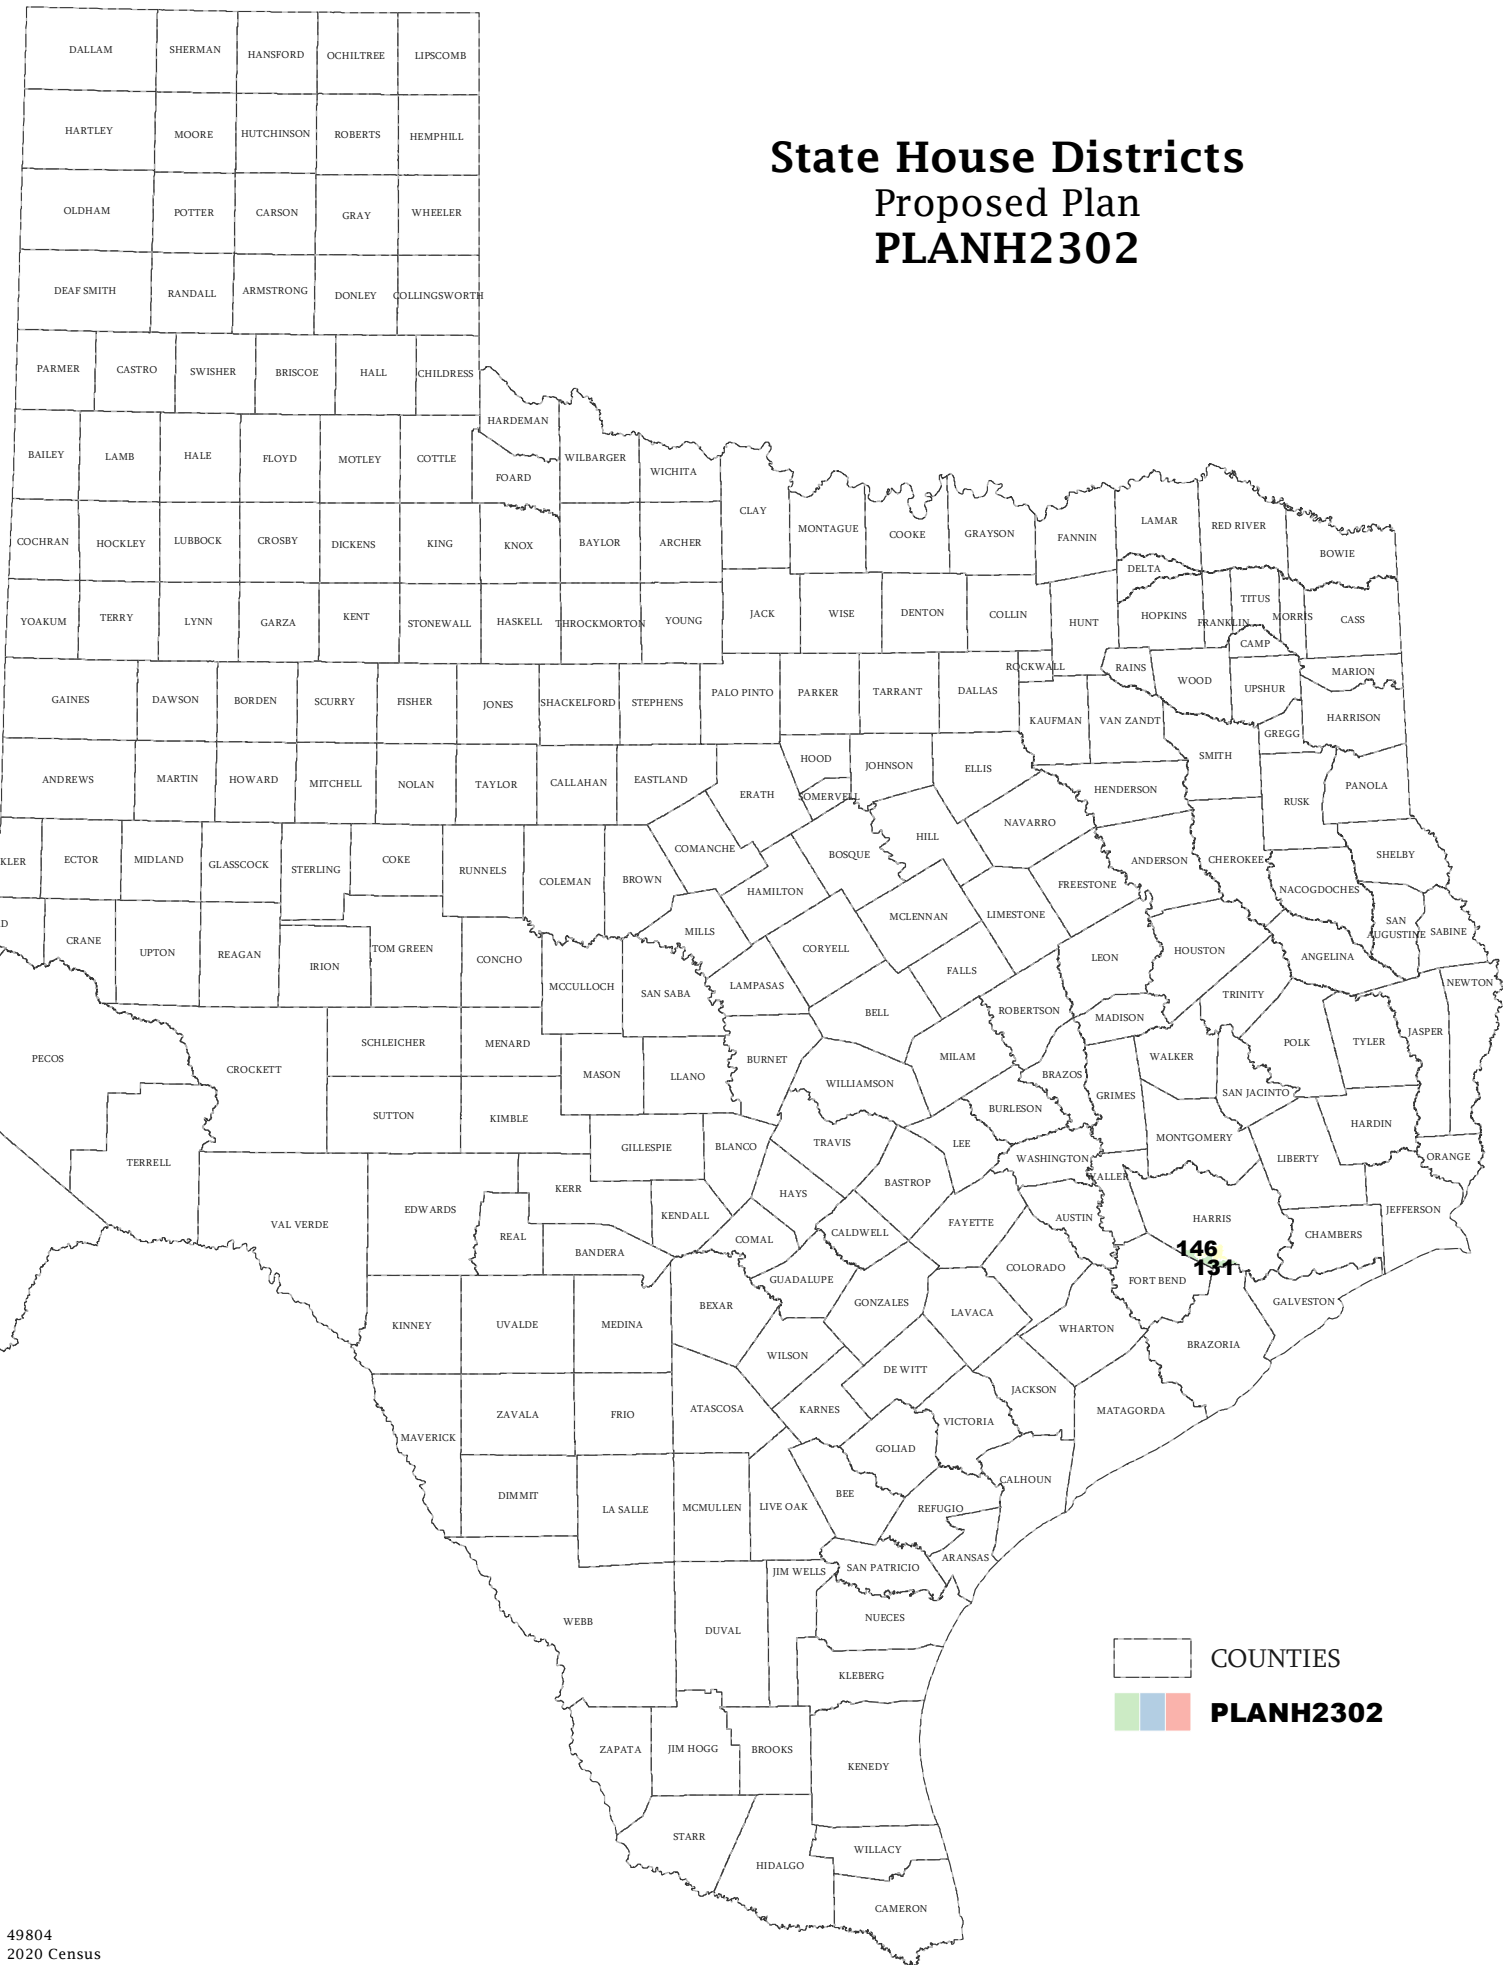 State House Districts
Proposed Plan
PLANH2302
DALLAM
SHERMAN
HANSFORD
OCHILTREE
LIPSCOMB
HARTLEY
MOORE
HUTCHINSON
ROBERTS
HEMPHILL
OLDHAM
POTTER
CARSON
GRAY
WHEELER
DEAF SMITH
RANDALL
ARMSTRONG
DONLEY
COLLINGSWORTH
PARMER
CASTRO
SWISHER
BRISCOE
HALL
CHILDRESS
HARDEMAN
BAILEY
LAMB
HALE
FLOYD
MOTLEY
COTTLE
FOARD
WILBARGER
WICHITA
CLAY
MONTAGUE
COOKE
GRAYSON
FANNIN
LAMAR
RED RIVER
BOWIE
COCHRAN
HOCKLEY
LUBBOCK
CROSBY
DICKENS
KING
KNOX
BAYLOR
ARCHER
DELTA
YOAKUM
TERRY
LYNN
GARZA
KENT
STONEWALL
HASKELL
THROCKMORTON
YOUNG
JACK
WISE
DENTON
COLLIN
HUNT
HOPKINS
FRANKLIN
TITUS
MORRIS
CASS
CAMP
GAINES
DAWSON
BORDEN
SCURRY
FISHER
JONES
SHACKELFORD
STEPHENS
PALO PINTO
PARKER
TARRANT
DALLAS
ROCKWALL
RAINS
WOOD
UPSHUR
MARION
KAUFMAN
VAN ZANDT
GREGG
HARRISON
ANDREWS
MARTIN
HOWARD
MITCHELL
NOLAN
TAYLOR
CALLAHAN
EASTLAND
ERATH
HOOD
SOMERVELL
JOHNSON
ELLIS
HENDERSON
SMITH
RUSK
PANOLA
KLER
ECTOR
MIDLAND
GLASSCOCK
STERLING
COKE
RUNNELS
COLEMAN
BROWN
COMANCHE
HAMILTON
BOSQUE
HILL
NAVARRO
FREESTONE
ANDERSON
CHEROKEE
NACOGDOCHES
SHELBY
D
CRANE
UPTON
REAGAN
IRION
TOM GREEN
CONCHO
MCCULLOCH
SAN SABA
MILLS
LAMPASAS
CORYELL
MCLENNAN
LIMESTONE
FALLS
LEON
HOUSTON
ANGELINA
SAN
AUGUSTINE
SABINE
NEWTON
PECOS
CROCKETT
SCHLEICHER
MENARD
MASON
LLANO
BURNET
BELL
MILAM
ROBERTSON
MADISON
TRINITY
WALKER
POLK
TYLER
JASPER
TERRELL
SUTTON
KIMBLE
GILLESPIE
BLANCO
WILLIAMSON
TRAVIS
BURLESON
BRAZOS
GRIMES
SAN JACINTO
HARDIN
LEE
WASHINGTON
MONTGOMERY
LIBERTY
ORANGE
VAL VERDE
EDWARDS
REAL
KERR
BANDERA
KENDALL
HAYS
COMAL
CALDWELL
BASTROP
FAYETTE
AUSTIN
WALLER
HARRIS
CHAMBERS
JEFFERSON
146
131
KINNEY
UVALDE
MEDINA
BEXAR
GUADALUPE
GONZALES
LAVACA
COLORADO
FORT BEND
GALVESTON
WILSON
DE WITT
WHARTON
BRAZORIA
MAVERICK
ZAVALA
FRIO
ATASCOSA
KARNES
GOLIAD
VICTORIA
JACKSON
MATAGORDA
DIMMIT
LA SALLE
MCMULLEN
LIVE OAK
BEE
REFUGIO
CALHOUN
ARANSAS
SAN PATRICIO
JIM WELLS
WEBB
DUVAL
NUECES
KLEBERG
ZAPATA
JIM HOGG
BROOKS
KENEDY
STARR
HIDALGO
WILLACY
CAMERON
COUNTIES
PLANH2302
49804
2020 Census